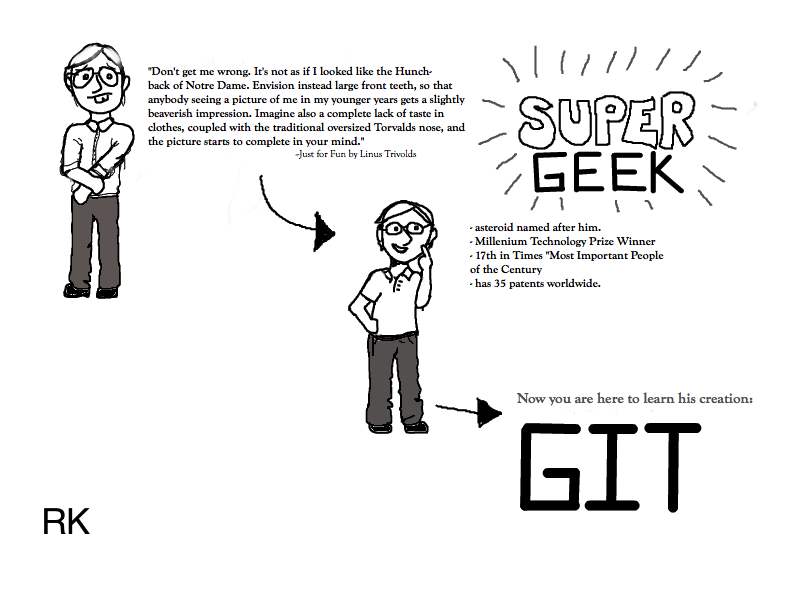 "Don't get me wrong. It's not as if I looked like the Hunch-
back of Notre Dame. Envision instead large front teeth, so that
anybody seeing a picture of me in my younger years gets a slightly
beaverish impression. Imagine also a complete lack of taste in
clothes, coupled with the traditional oversized Torvalds nose, and
the picture starts to complete in your mind."
~Just for Fun by Linus Trivolds
SUPER
GEEK
- asteroid named after him.
- Millenium Technology Prize Winner
- 17th in Times "Most Important People
of the Century
- has 35 patents worldwide.
Now you are here to learn his creation:
GIT
RK